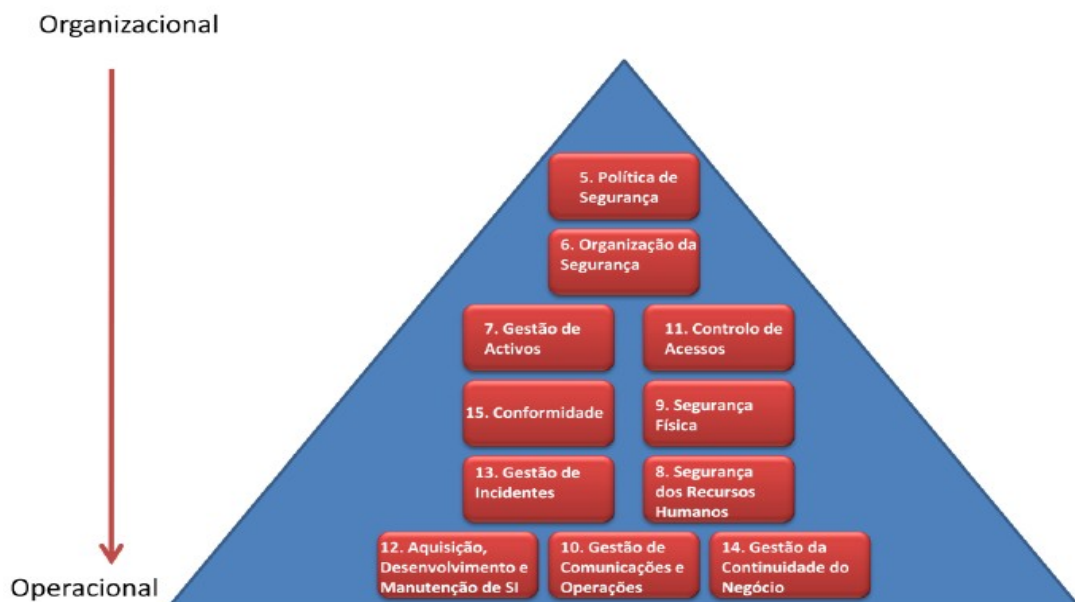 Organizacional
5. Política de
Segurança
6. Organização da
Segurança
7. Gestão de
Activos
11. Controlo de
Acessos
15. Conformidade
9. Segurança
Física
13. Gestão de
Incidentes
8. Segurança
dos Recursos
Humanos
12. Aquisição,
Desenvolvimento e
Manutenção de SI
10. Gestão de
Comunicações e
Operações
14. Gestão da
Continuidade do
Negócio
Operacional